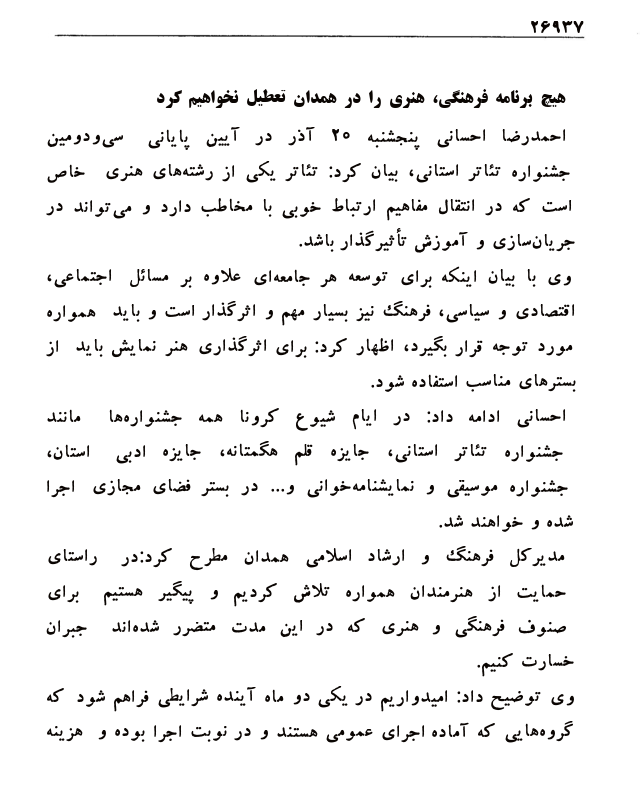 ۲۶۹۳۷
هیچ برنامه فرهنگی، هنری را در همدان تعطیل نخواهیم کرد
احمدرضا احسانی پنجشنبه ۲۰ آذر در آیین پایانی سی‌ودومین
جشنواره تئاتر استانی، بیان کرد: تئاتر یکی از رشته‌های هنری خاص
است که در انتقال مفاهیم ارتباط خوبی با مخاطب دارد و می‌تواند در
جریان‌سازی و آموزش تأثیرگذار باشد.
وی با بیان اینکه برای توسعه هر جامعه‌ای علاوه بر مسائل اجتماعی،
اقتصادی و سیاسی، فرهنگ نیز بسیار مهم و اثرگذار است و باید همواره
مورد توجه قرار بگیرد، اظهار کرد: برای اثرگذاری هنر نمایش باید از
بسترهای مناسب استفاده شود.
احسانی ادامه داد: در ایام شیوع کرونا همه جشنواره‌ها مانند
جشنواره تئاتر استانی، جایزه قلم هگمتانه، جایزه ادبی استان،
جشنواره موسیقی و نمایشنامه‌خوانی و... در بستر فضای مجازی اجرا
شده و خواهند شد.
مدیرکل فرهنگ و ارشاد اسلامی همدان مطرح کرد:در راستای
حمایت از هنرمندان همواره تلاش کردیم و پیگیر هستیم برای
صنوف فرهنگی و هنری که در این مدت متضرر شده‌اند جبران
خسارت کنیم.
وی توضیح داد: امیدواریم در یکی دو ماه آینده شرایطی فراهم شود که
گروه‌هایی که آماده اجرای عمومی هستند و در نوبت اجرا بوده و هزینه